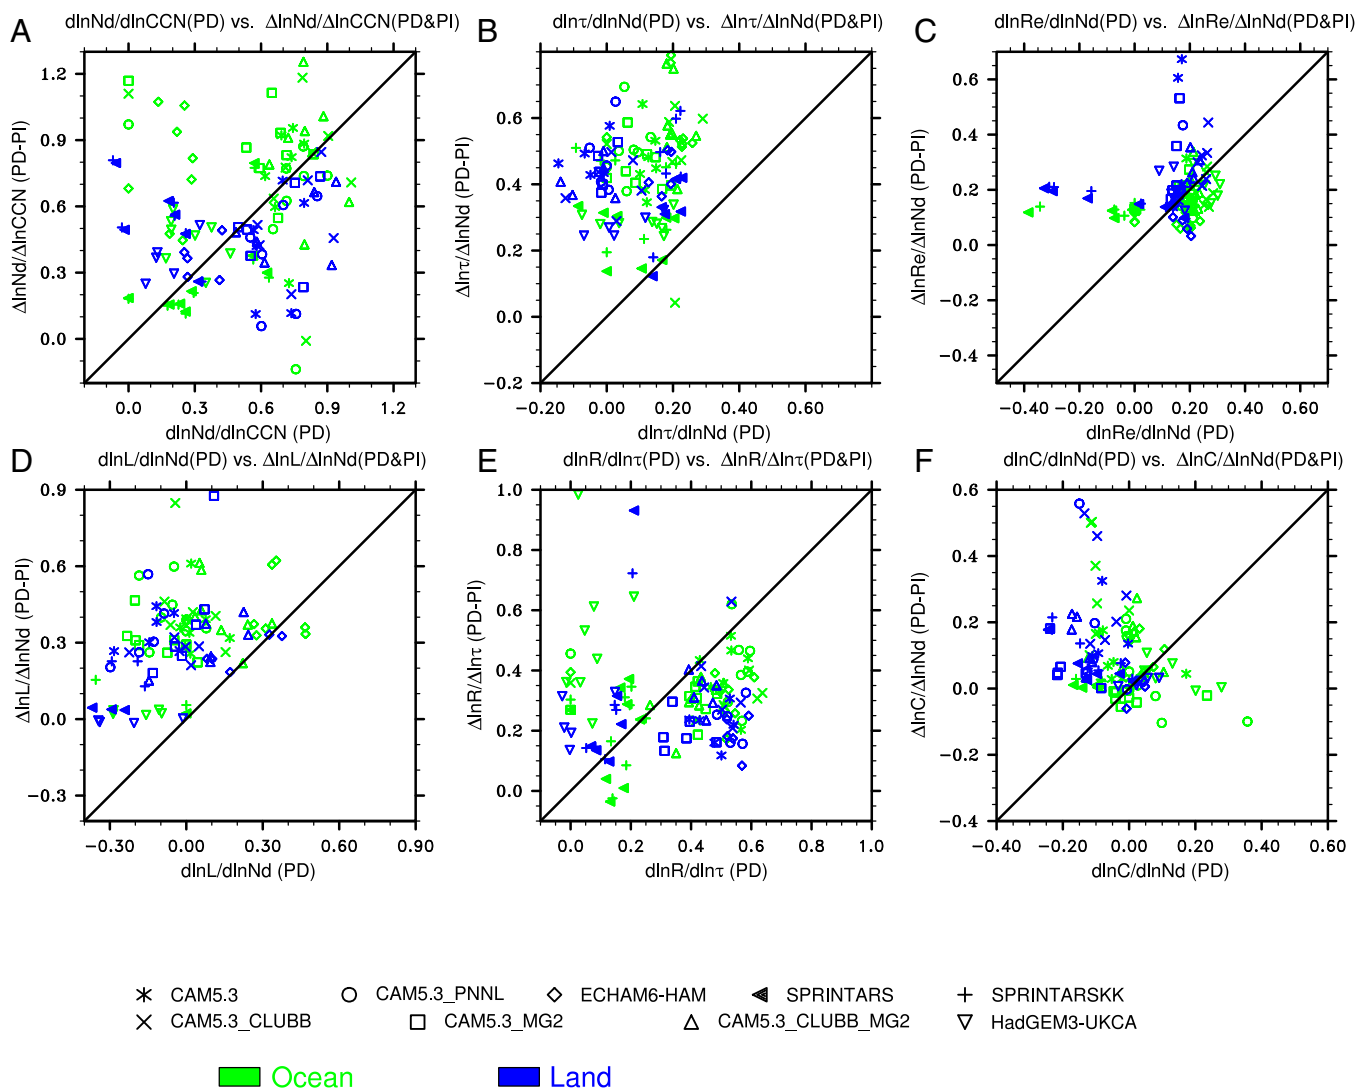 A dlnNd/dlnCCN(PD) vs. ΔlnNd/ΔlnCCN(PD&PI)
ΔlnNd/ΔlnCCN (PD-PI)
1.2
0.9
0.6
0.3
0.0
0.0 0.3 0.6 0.9 1.2
dlnNd/dlnCCN (PD)
B dlnτ/dlnNd(PD) vs. Δlnτ/ΔlnNd(PD&PI)
Δlnτ/ΔlnNd (PD-PI)
0.6
0.4
0.2
0.0
−0.2
−0.20 0.00 0.20 0.40 0.60 0.80
dlnτ/dlnNd (PD)
C dlnRe/dlnNd(PD) vs. ΔlnRe/ΔlnNd(PD&PI)
ΔlnRe/ΔlnNd (PD-PI)
0.6
0.4
0.2
0.0
−0.2
−0.4
−0.40 −0.20 0.00 0.20 0.40 0.60
dlnRe/dlnNd (PD)
D dlnL/dlnNd(PD) vs. ΔlnL/ΔlnNd(PD&PI)
ΔlnL/ΔlnNd (PD-PI)
0.9
0.6
0.3
0.0
−0.3
−0.30 0.00 0.30 0.60 0.90
dlnL/dlnNd (PD)
E dlnR/dlnτ(PD) vs. ΔlnR/Δlnτ(PD&PI)
ΔlnR/Δlnτ (PD-PI)
1.0
0.8
0.6
0.4
0.2
0.0
0.0 0.2 0.4 0.6 0.8 1.0
dlnR/dlnτ (PD)
F dlnC/dlnNd(PD) vs. ΔlnC/ΔlnNd(PD&PI)
ΔlnC/ΔlnNd (PD-PI)
0.6
0.4
0.2
0.0
−0.2
−0.4
−0.40 −0.20 0.00 0.20 0.40 0.60
dlnC/dlnNd (PD)
CAM5.3 CAM5.3_PNNL ECHAM6-HAM SPRINTARS SPRINTARSKK
CAM5.3_CLUBB CAM5.3_MG2 CAM5.3_CLUBB_MG2 HadGEM3-UKCA
Ocean Land